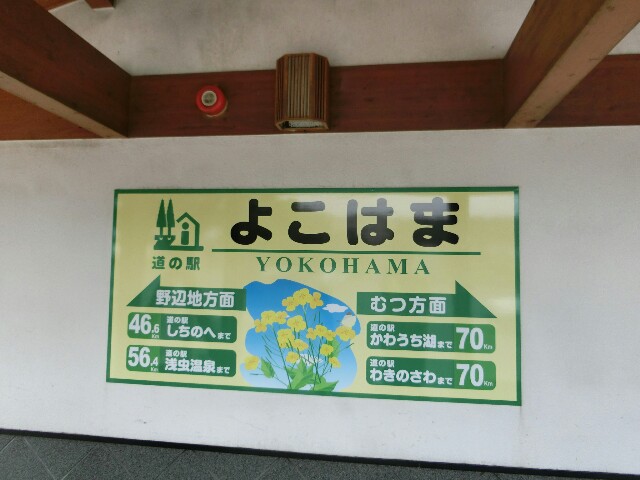 道の駅
よこはま
YOKOHAMA
野辺地方面
46.6Km 道の駅 しちのへまで
56.4Km 道の駅 浅虫温泉まで
むつ方面
道の駅 かわうち湖まで 70Km
道の駅 わきのさわまで 70Km